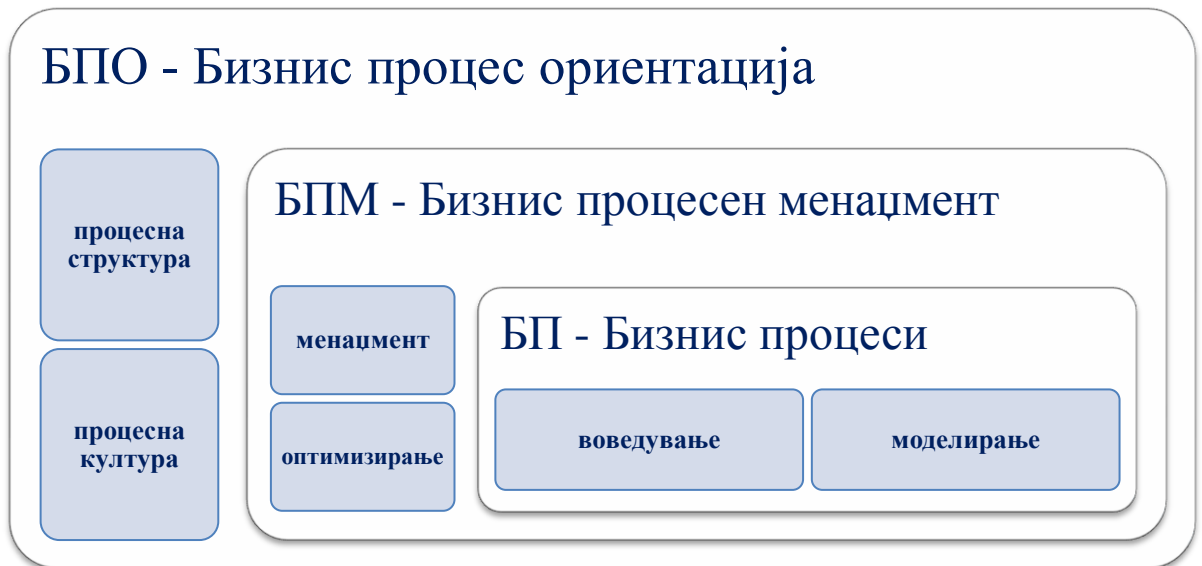 БПО - Бизнис процес ориентација
процесна
структура
процесна
култура
БПМ - Бизнис процесен менаџмент
менаџмент
оптимизирање
БП - Бизнис процеси
воведување
моделирање